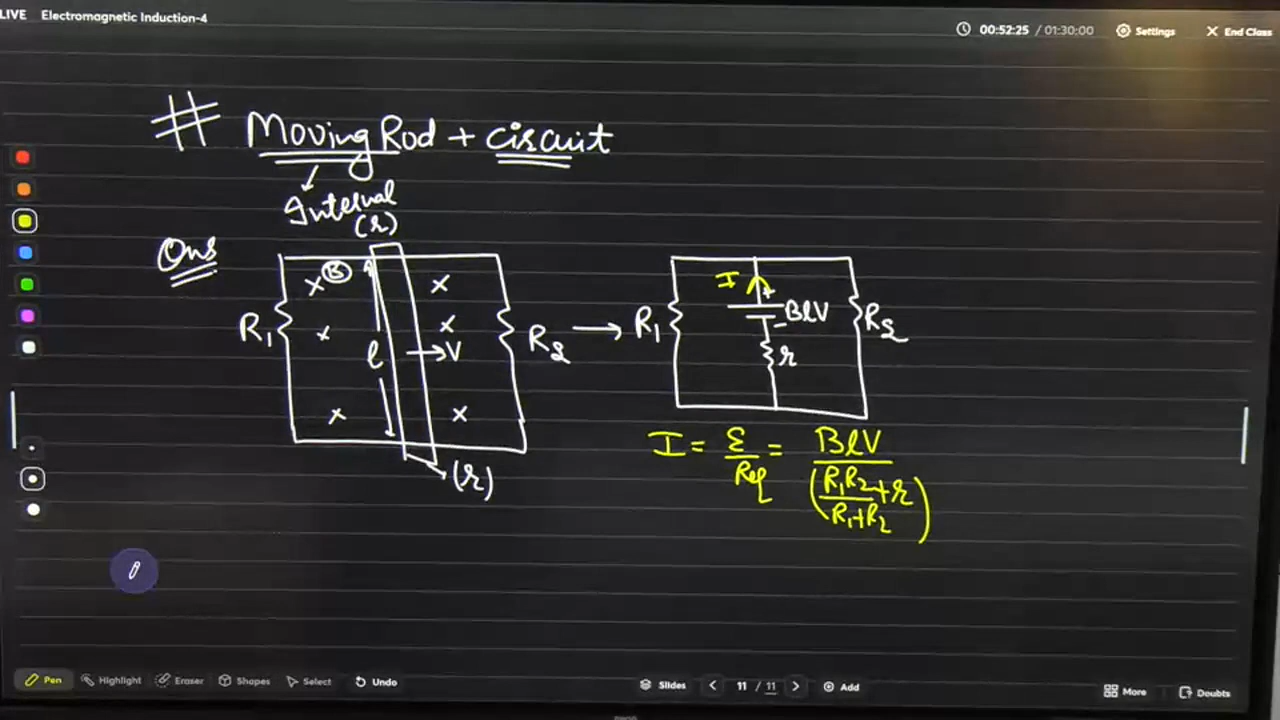 LIVE Electromagnetic Induction-4
00:52:25 / 01:30:00 Settings End Class
# Moving Rod + circuit
Internal
(r)
Qns
B
R1
l
→V
R2
(r)
R1
I
+
- BlV
r
R2
I = ε/Req = BlV/(R1R2/R1+R2 + r)
Pen Highlight Eraser Shapes Select Undo Slides 11 / 11 Add More Doubts